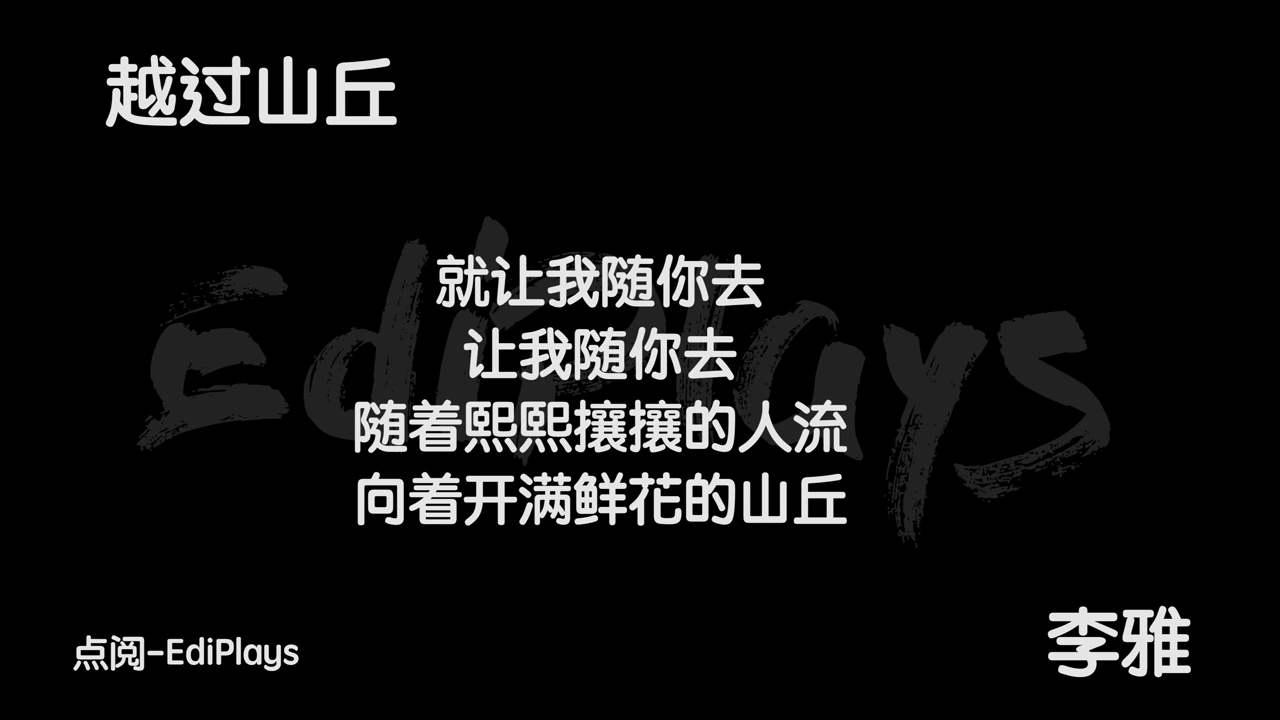 越过山丘
EdiPlays
就让我随你去
让我随你去
随着熙熙攘攘的人流
向着开满鲜花的山丘
点阅-EdiPlays
李雅